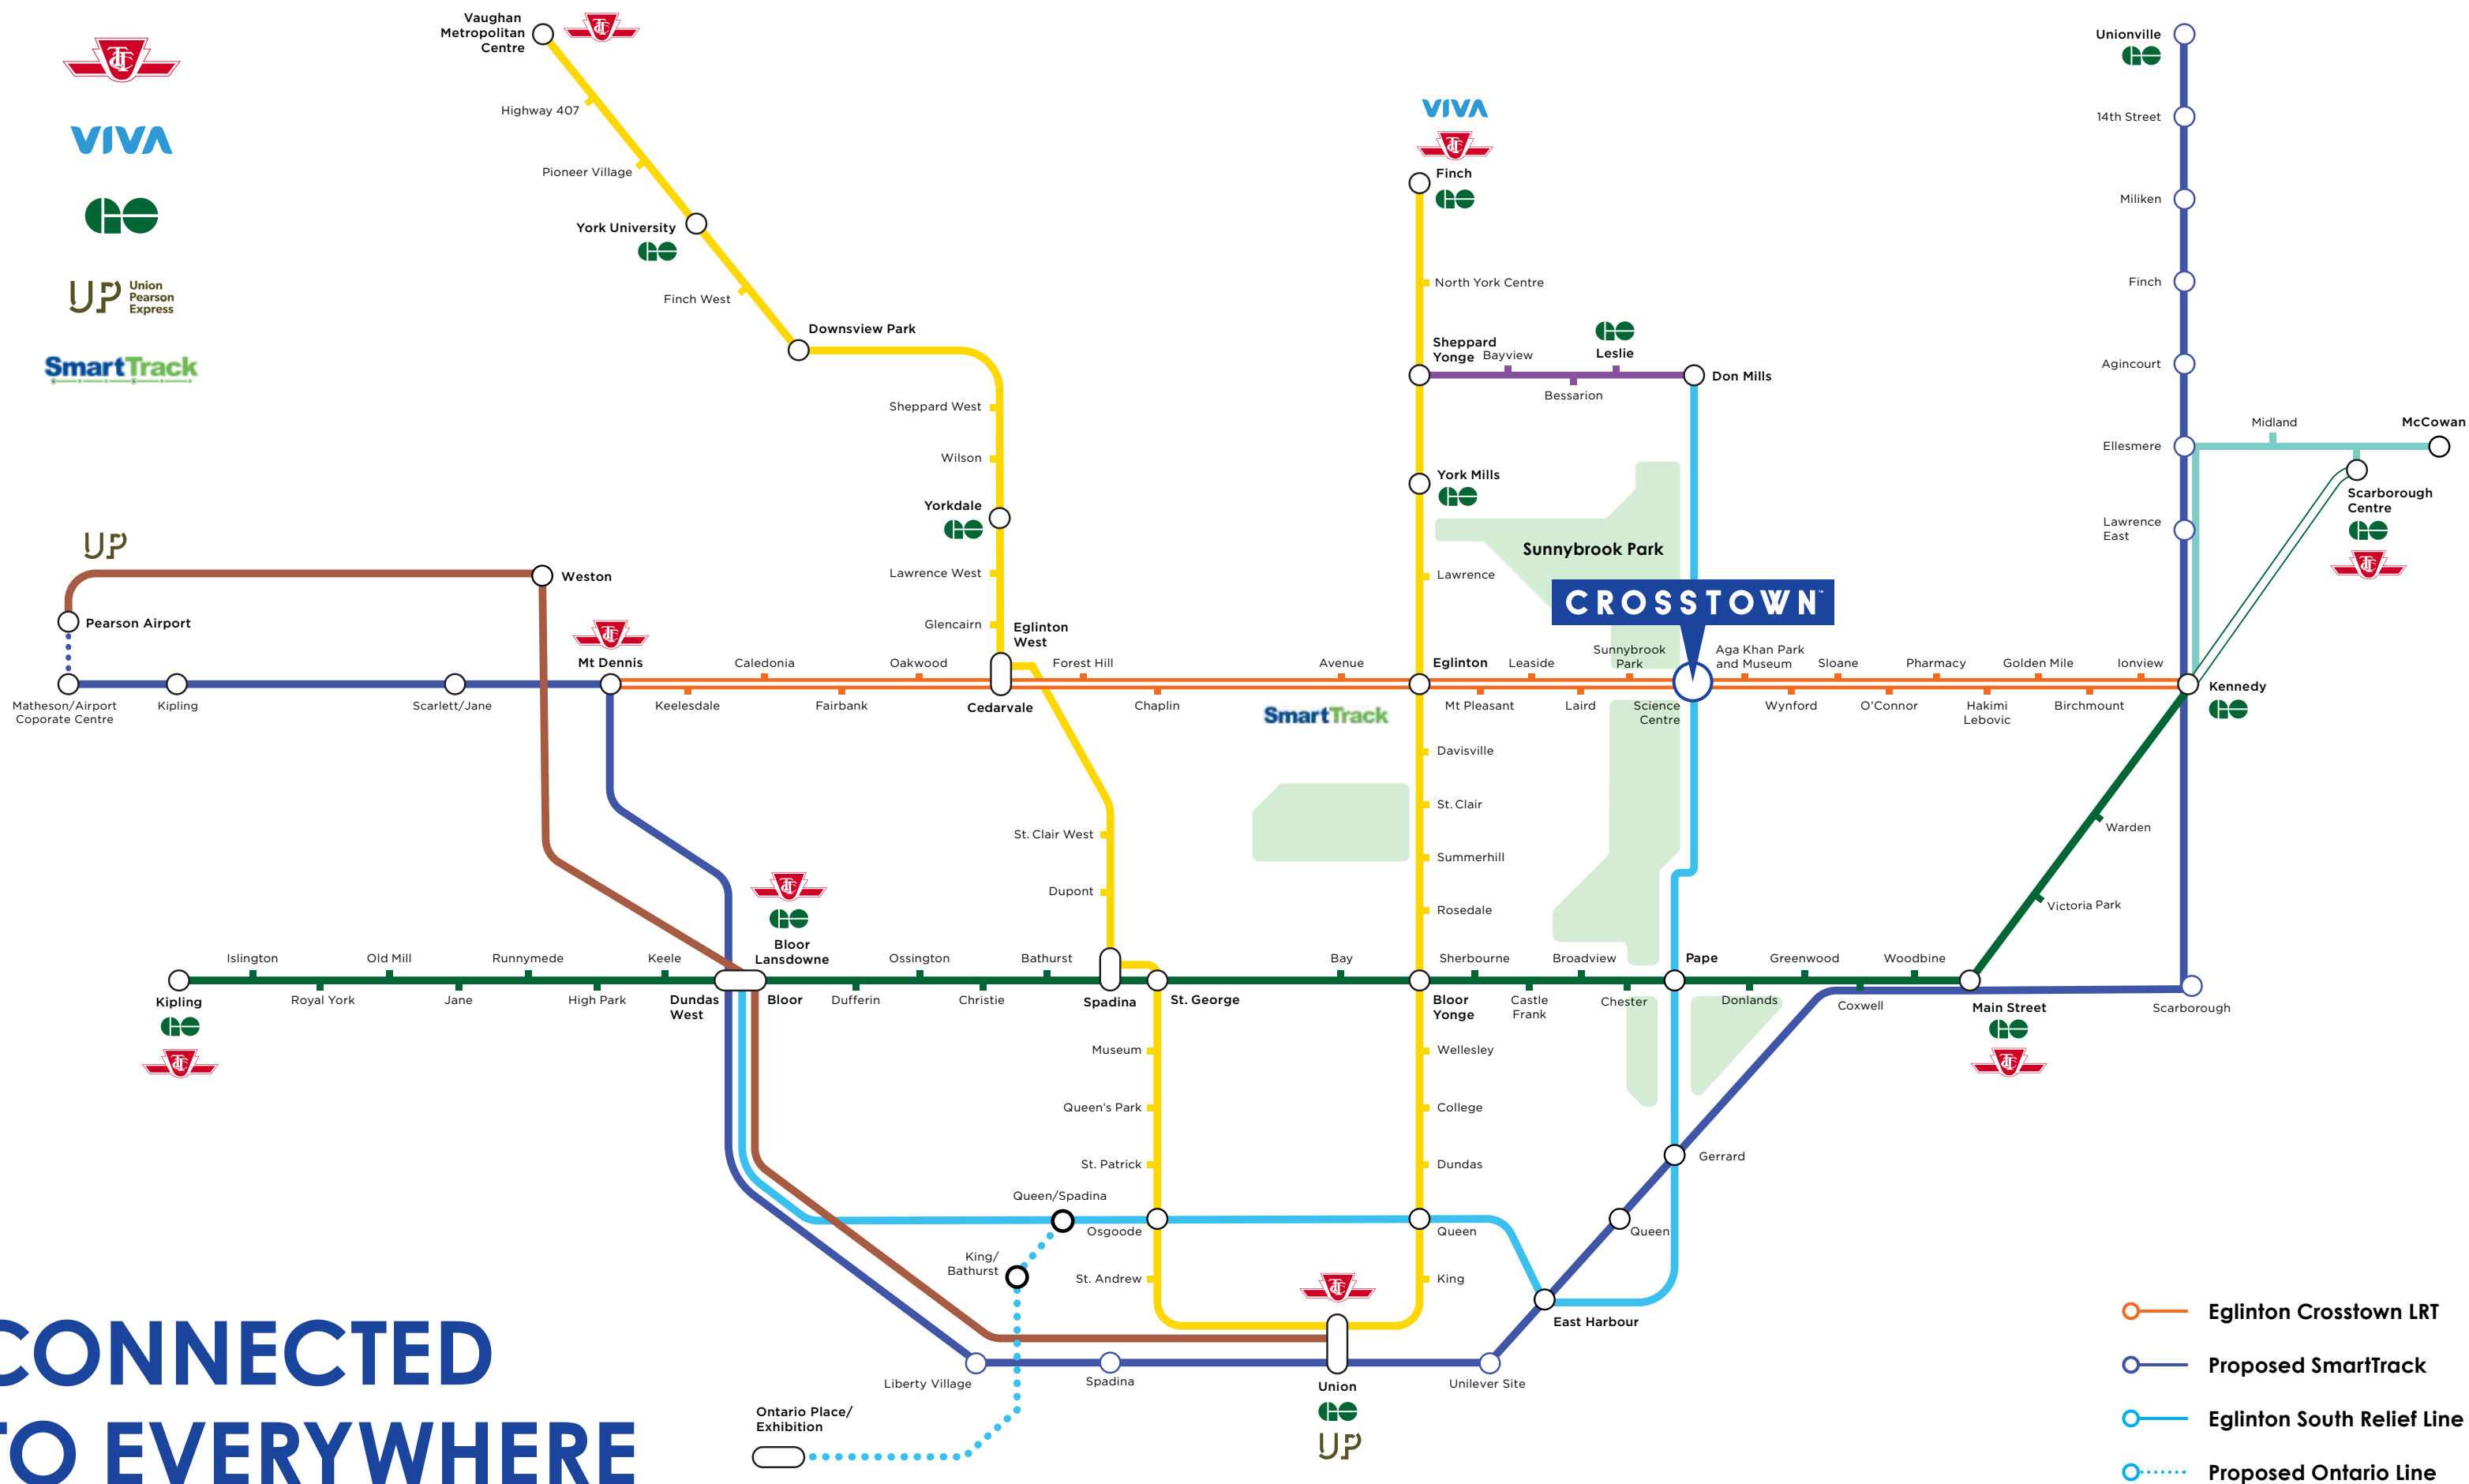 Vaughan
Metropolitan
Centre
Highway 407
Pioneer Village
York University
Finch West
Downsview Park
Sheppard West
Wilson
Yorkdale
Lawrence West
Glencairn
Eglinton
West
Cedarvale
St. Clair West
Dupont
Spadina
St. George
Museum
Queen's Park
St. Patrick
Osgoode
St. Andrew
Union
TTC
VIVA
GO
UP Union
Pearson
Express
SmartTrack
VIVA
TTC
Finch
GO
North York Centre
Sheppard
Yonge
Bayview
Bessarion
Leslie
Don Mills
York Mills
Lawrence
Eglinton
Davisville
St. Clair
Summerhill
Rosedale
Bloor
Yonge
Wellesley
College
Dundas
Queen
King
Sunnybrook Park
CROSSTOWN™
Unionville
14th Street
Miliken
Finch
Agincourt
Ellesmere
Lawrence
East
Midland
McCowan
Scarborough
Centre
Kennedy
UP
Pearson Airport
Weston
Matheson/Airport
Coporate Centre
Kipling
Scarlett/Jane
Mt Dennis
Keelesdale
Caledonia
Fairbank
Oakwood
Forest Hill
Chaplin
Avenue
SmartTrack
Mt Pleasant
Leaside
Laird
Sunnybrook
Park
Science
Centre
Aga Khan Park
and Museum
Wynford
Sloane
O'Connor
Pharmacy
Hakimi
Lebovic
Golden Mile
Birchmount
Ionview
Warden
Victoria Park
Kipling
Islington
Royal York
Old Mill
Jane
Runnymede
High Park
Keele
Dundas
West
Bloor
Lansdowne
Bloor
Dufferin
Ossington
Christie
Bathurst
Bay
Sherbourne
Castle
Frank
Broadview
Chester
Pape
Donlands
Greenwood
Coxwell
Woodbine
Main Street
Scarborough
Gerrard
Queen
East Harbour
Unilever Site
Queen/Spadina
King/
Bathurst
Liberty Village
Spadina
Ontario Place/
Exhibition
UP
CONNECTED
TO EVERYWHERE
Eglinton Crosstown LRT
Proposed SmartTrack
Eglinton South Relief Line
Proposed Ontario Line